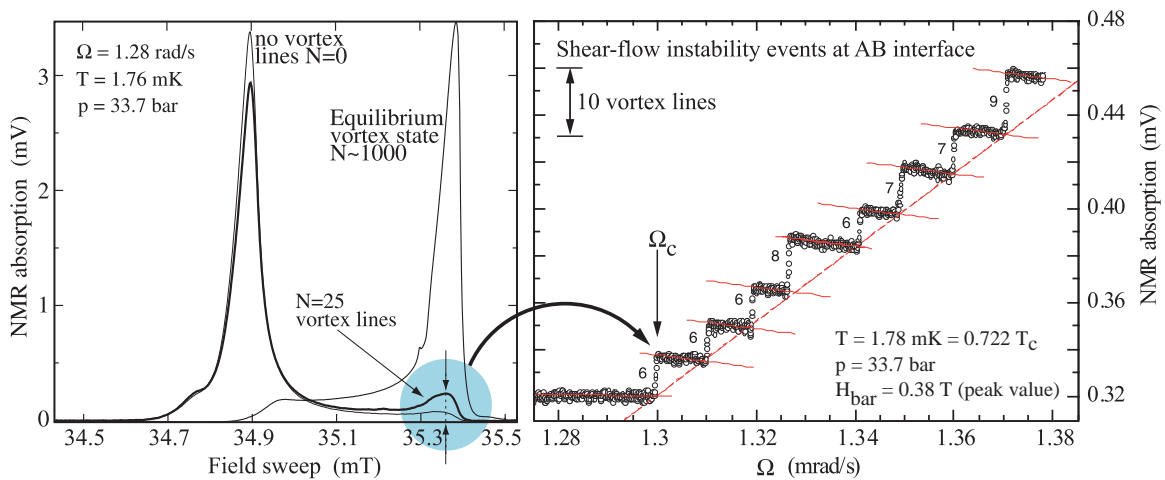 Ω = 1.28 rad/s
T = 1.76 mK
p = 33.7 bar
no vortex
lines N=0
Equilibrium
vortex state
N~1000
N=25
vortex lines
NMR absorption (mV)
3
2
1
0
34.5
34.7
34.9
35.1
35.3
35.5
Field sweep (mT)
Shear-flow instability events at AB interface
10 vortex lines
Ωc
6
6
6
8
6
7
7
9
T = 1.78 mK = 0.722 Tc
p = 33.7 bar
Hbar = 0.38 T (peak value)
0.48
0.44
0.40
0.36
0.32
NMR absorption (mV)
1.28
1.3
1.32
1.34
1.36
1.38
Ω (mrad/s)